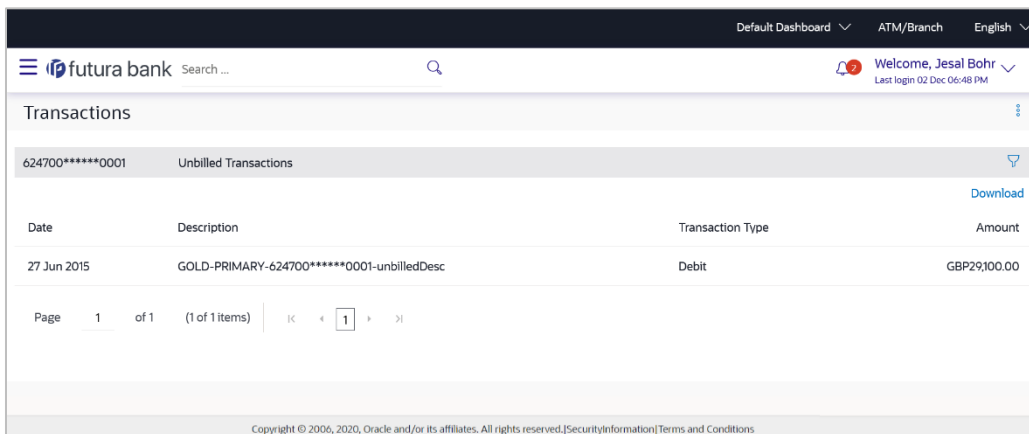 Default Dashboard ATM/Branch English
futura bank Search ... 2 Welcome, Jesal Bohr
Last login 02 Dec 06:48 PM
Transactions
624700******0001 Unbilled Transactions
Download
Date Description Transaction Type Amount
27 Jun 2015 GOLD-PRIMARY-624700******0001-unbilledDesc Debit GBP29,100.00
Page 1 of 1 (1 of 1 items) 1
Copyright © 2006, 2020, Oracle and/or its affiliates. All rights reserved.|SecurityInformation|Terms and Conditions